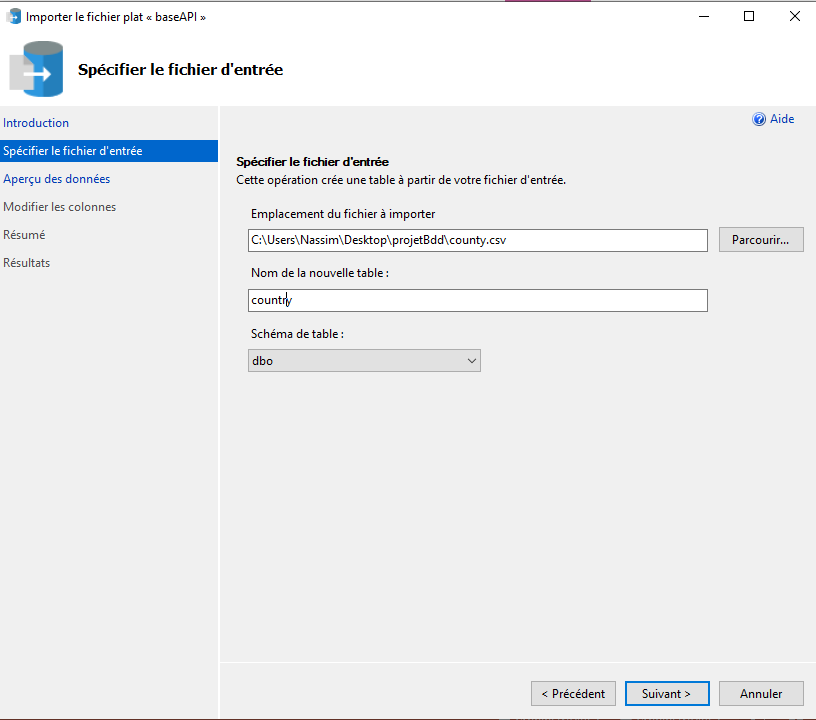 Importer le fichier plat « baseAPI »
Spécifier le fichier d'entrée
Introduction
Spécifier le fichier d'entrée
Aperçu des données
Modifier les colonnes
Résumé
Résultats
Aide
Spécifier le fichier d'entrée
Cette opération crée une table à partir de votre fichier d'entrée.
Emplacement du fichier à importer
C:\Users\Nassim\Desktop\projetBdd\county.csv
Parcourir...
Nom de la nouvelle table :
country
Schéma de table :
dbo
< Précédent
Suivant >
Annuler